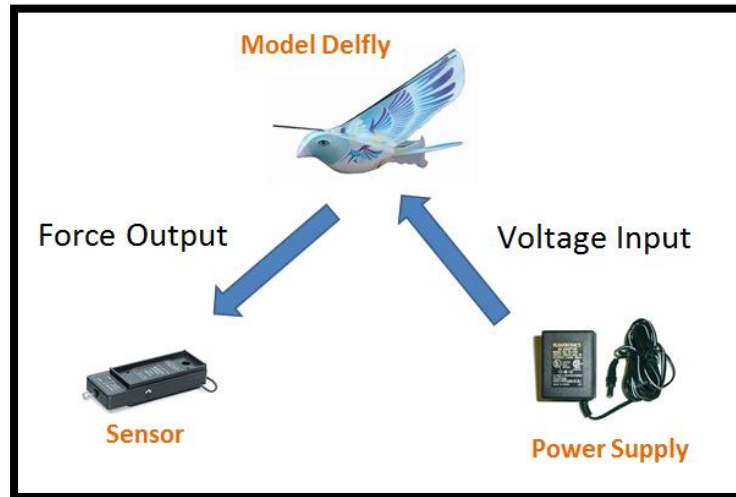 Model Delfly
Force Output
Voltage Input
Sensor
Power Supply